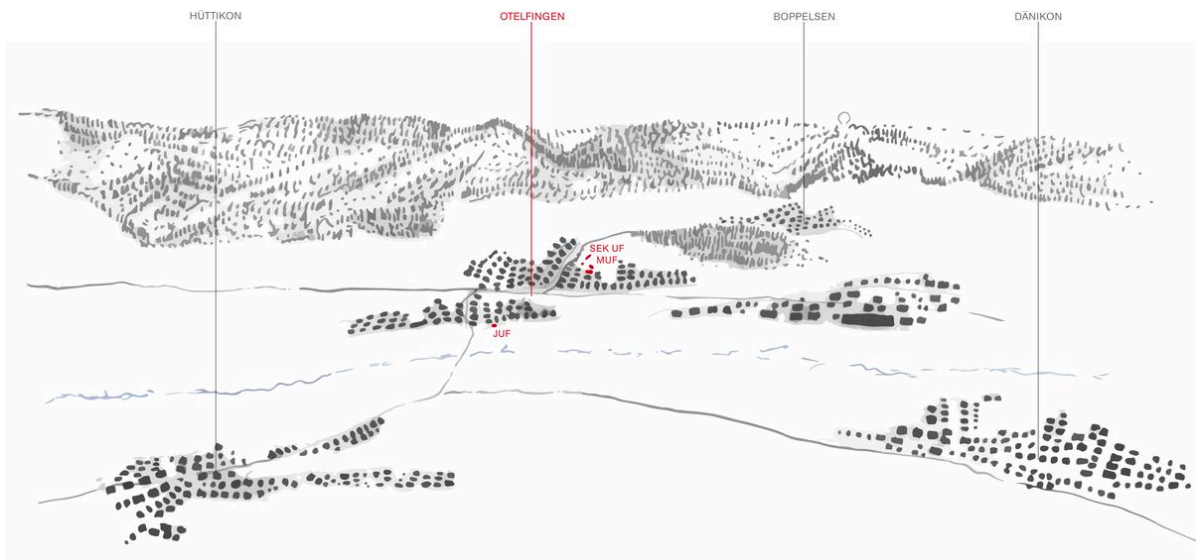 HÜTTIKON
OTELFINGEN
BOPPELSEN
DÄNIKON
SEK UF
MUF
JUF